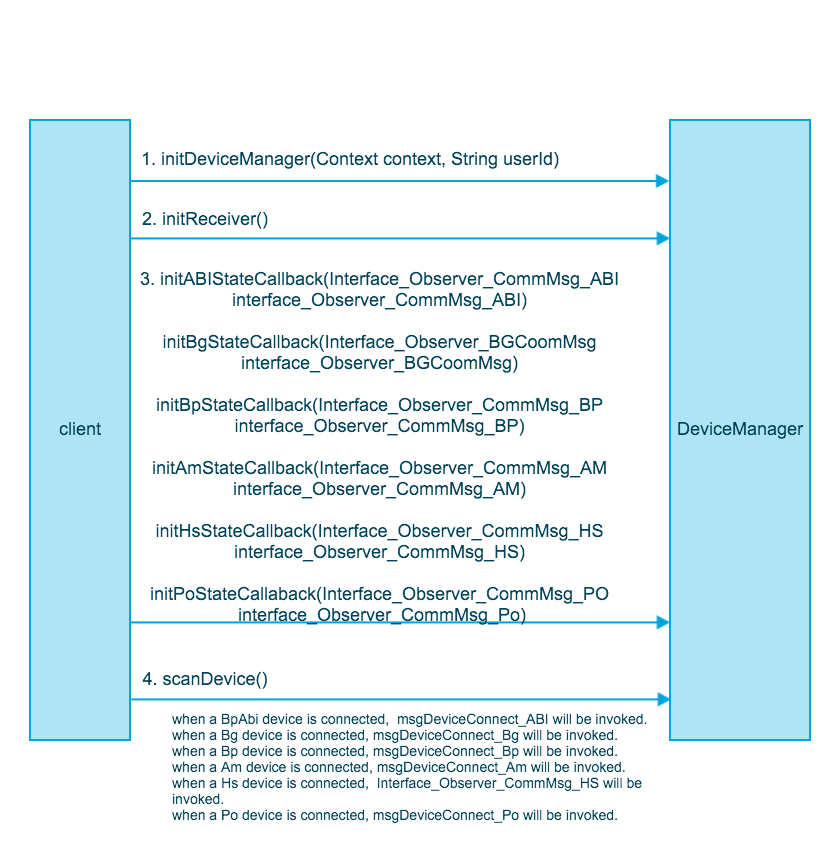 1. initDeviceManager(Context context, String userId)
2. initReceiver()
3. initABIStateCallback(Interface_Observer_CommMsg_ABI
interface_Observer_CommMsg_ABI)
initBgStateCallback(Interface_Observer_BGCoomMsg
interface_Observer_BGCoomMsg)
initBpStateCallback(Interface_Observer_CommMsg_BP
interface_Observer_CommMsg_BP)
client
DeviceManager
initAmStateCallback(Interface_Observer_CommMsg_AM
interface_Observer_CommMsg_AM)
initHsStateCallback(Interface_Observer_CommMsg_HS
interface_Observer_CommMsg_HS)
initPoStateCallaback(Interface_Observer_CommMsg_PO
interface_Observer_CommMsg_Po)
4. scanDevice()
when a BpAbi device is connected,  msgDeviceConnect_ABI will be invoked.
when a Bg device is connected, msgDeviceConnect_Bg will be invoked.
when a Bp device is connected, msgDeviceConnect_Bp will be invoked.
when a Am device is connected, msgDeviceConnect_Am will be invoked.
when a Hs device is connected,  Interface_Observer_CommMsg_HS will be
invoked.
when a Po device is connected, msgDeviceConnect_Po will be invoked.